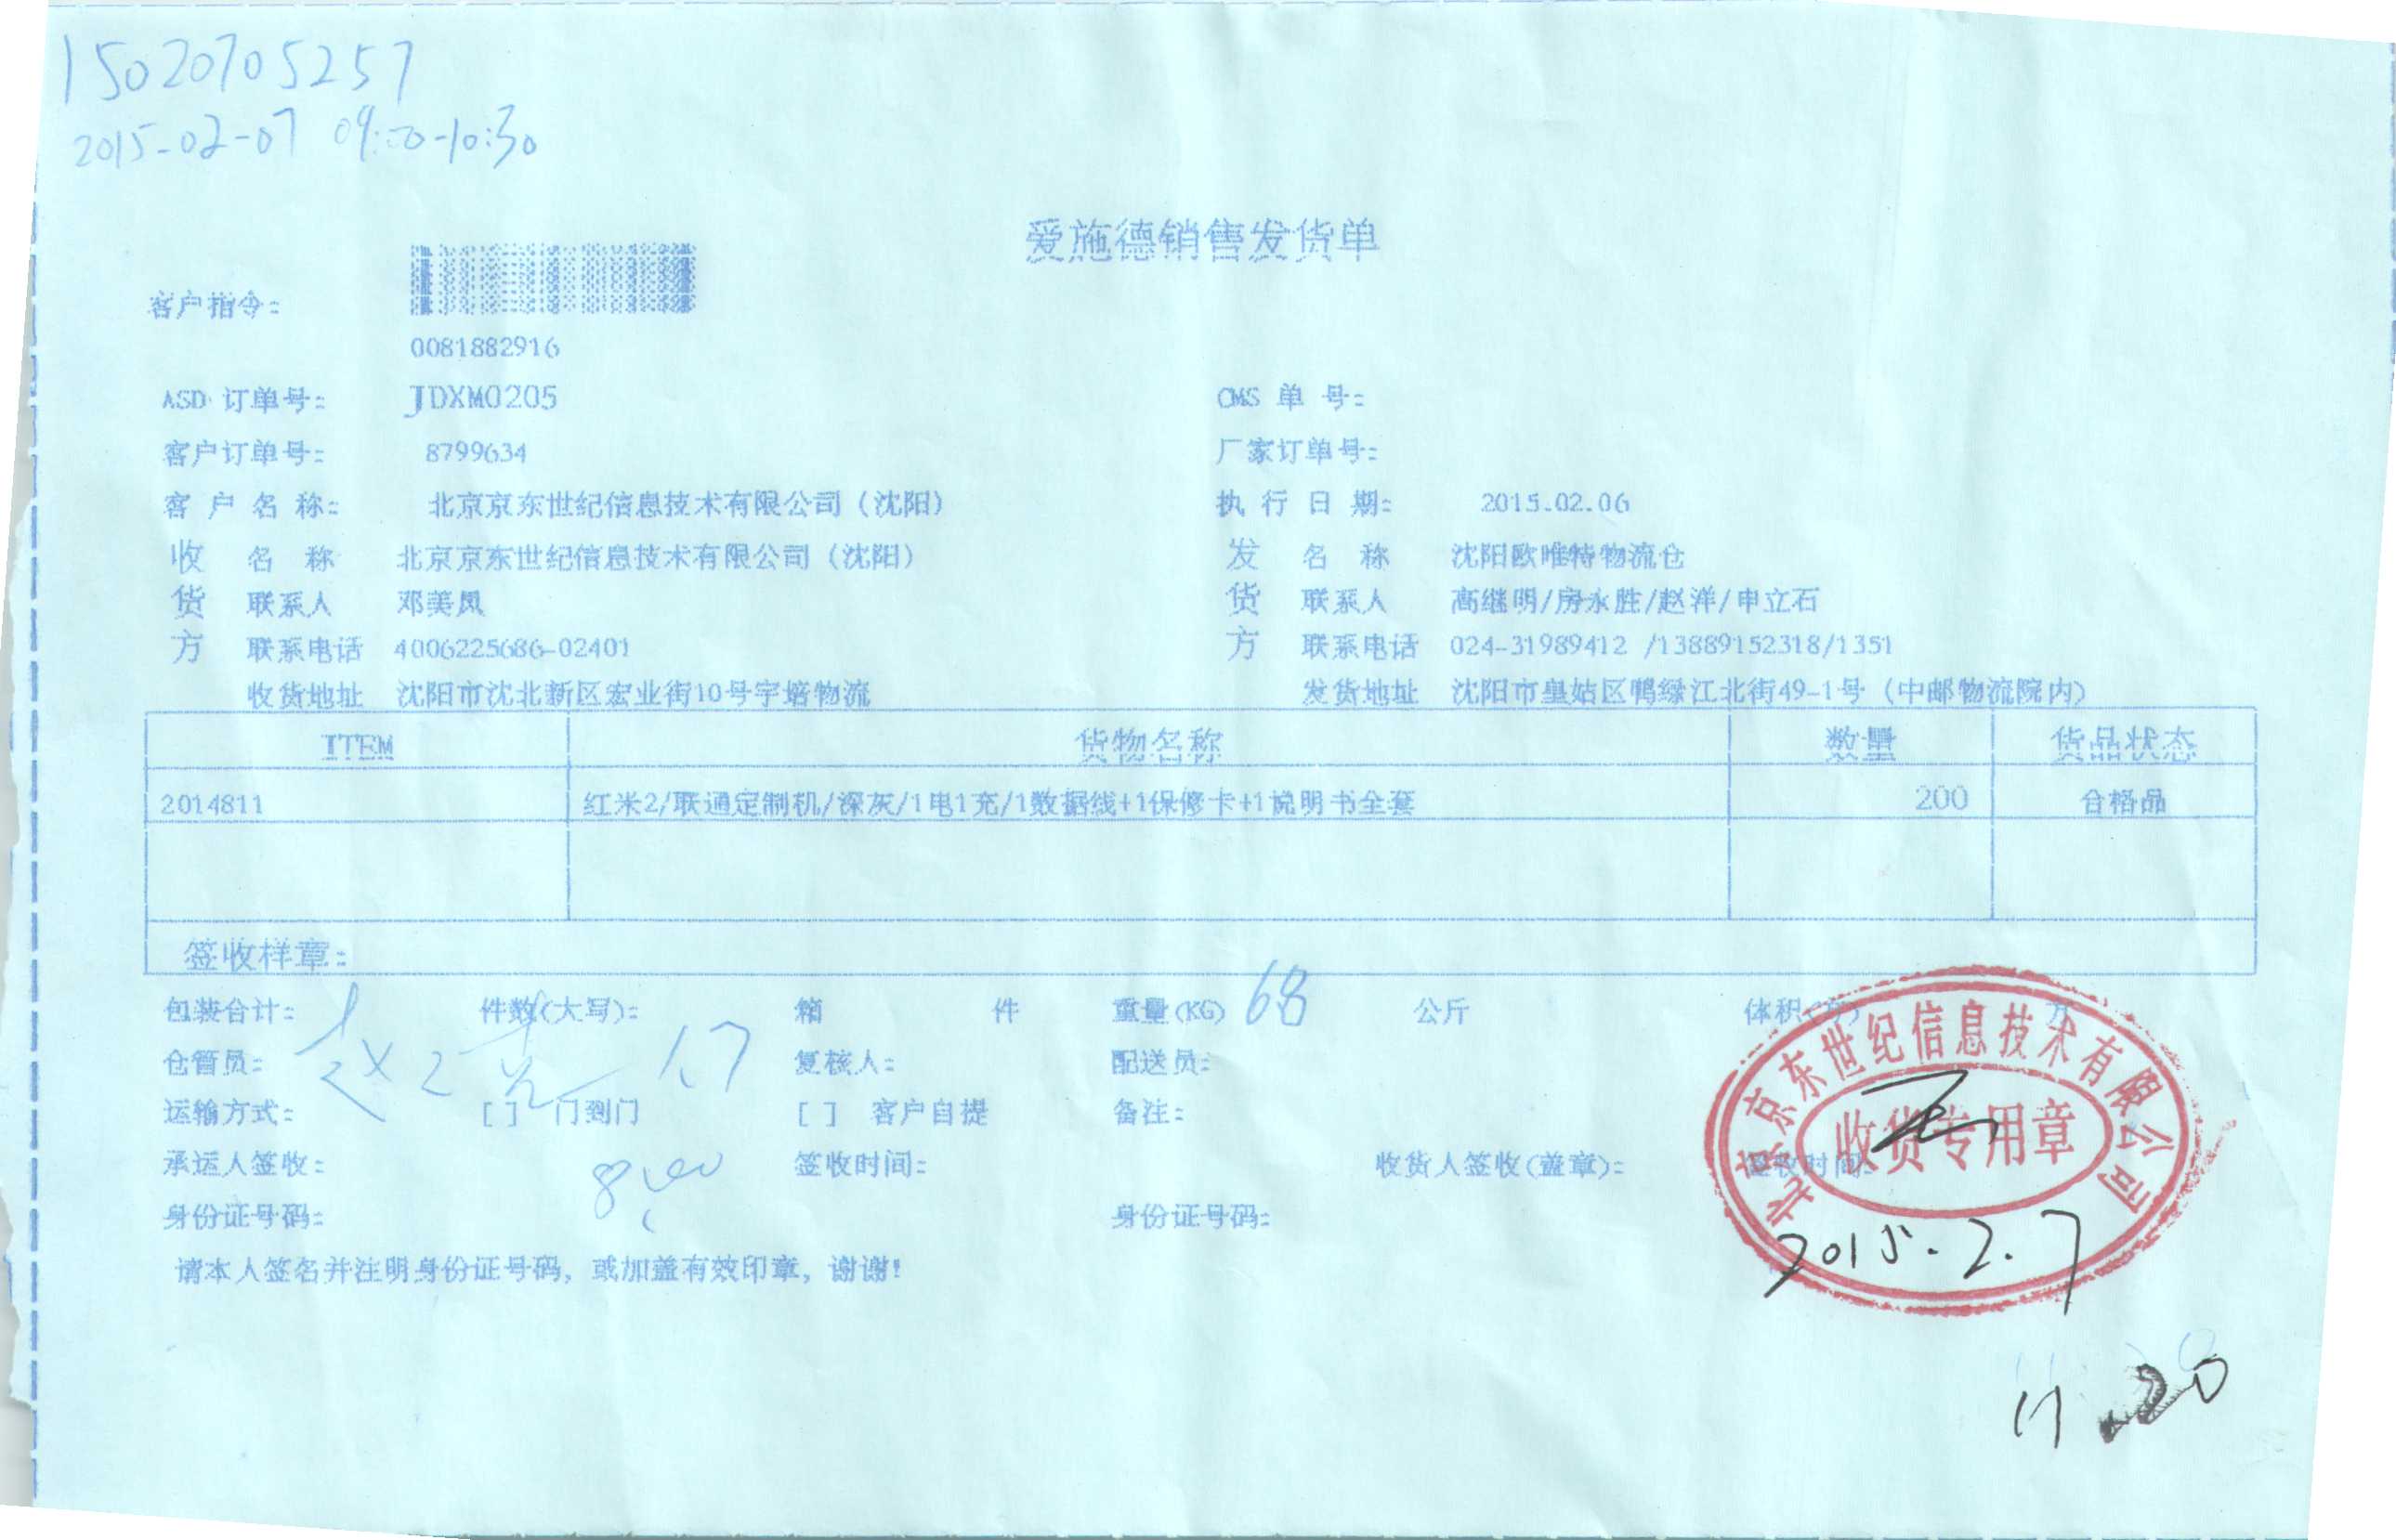 15020705257
2015-02-07 09:00-10:30
爱施德销售发货单
客户指令:
0081882916
ASD 订单号: JDXM0205 CMS 单 号:
客户订单号: 8799634 厂家订单号:
客 户 名 称: 北京京东世纪信息技术有限公司（沈阳） 执 行 日 期: 2015.02.06
收 名 称 北京京东世纪信息技术有限公司（沈阳） 发 名 称 沈阳欧唯特物流仓
货 联系人 邓美凤 货 联系人 高继明/房永胜/赵洋/申立石
方 联系电话 4006225686-02401 方 联系电话 024-31989412 /13889152318/1351
收货地址 沈阳市沈北新区宏业街10号宇培物流 发货地址 沈阳市皇姑区鸭绿江北街49-1号（中邮物流院内）
ITEM 货物名称 数量 货品状态
2014811 红米2/联通定制机/深灰/1电1充/1数据线+1保修卡+1说明书全套 200 合格品
签收样章:
包装合计: 件数(大写): 箱 件 重量(KG) 68 公斤 体积(方) 方
仓管员: 复核人: 配送员:
运输方式: [ ] 门到门 [ ] 客户自提 备注:
承运人签收: 签收时间: 收货人签收(盖章): 签收时间:
身份证号码: 身份证号码:
请本人签名并注明身份证号码，或加盖有效印章，谢谢!
北京京东世纪信息技术有限公司
收货专用章
2015.2.7
11.20